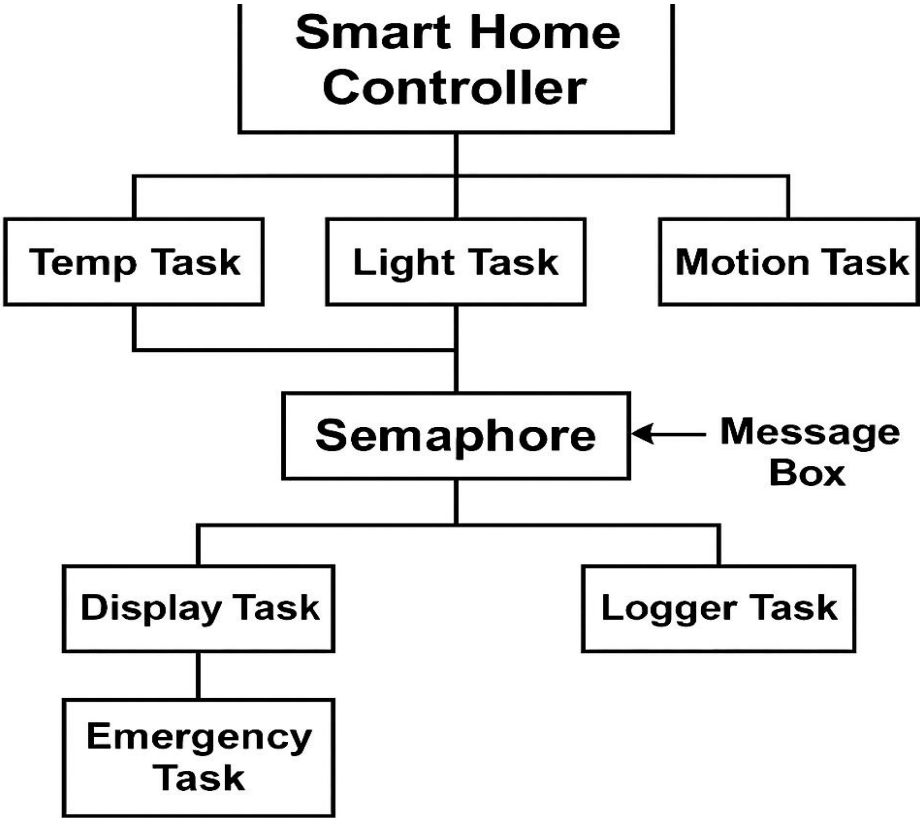 Smart Home
Controller
Temp Task
Light Task
Motion Task
Semaphore
Message
Box
Display Task
Logger Task
Emergency
Task